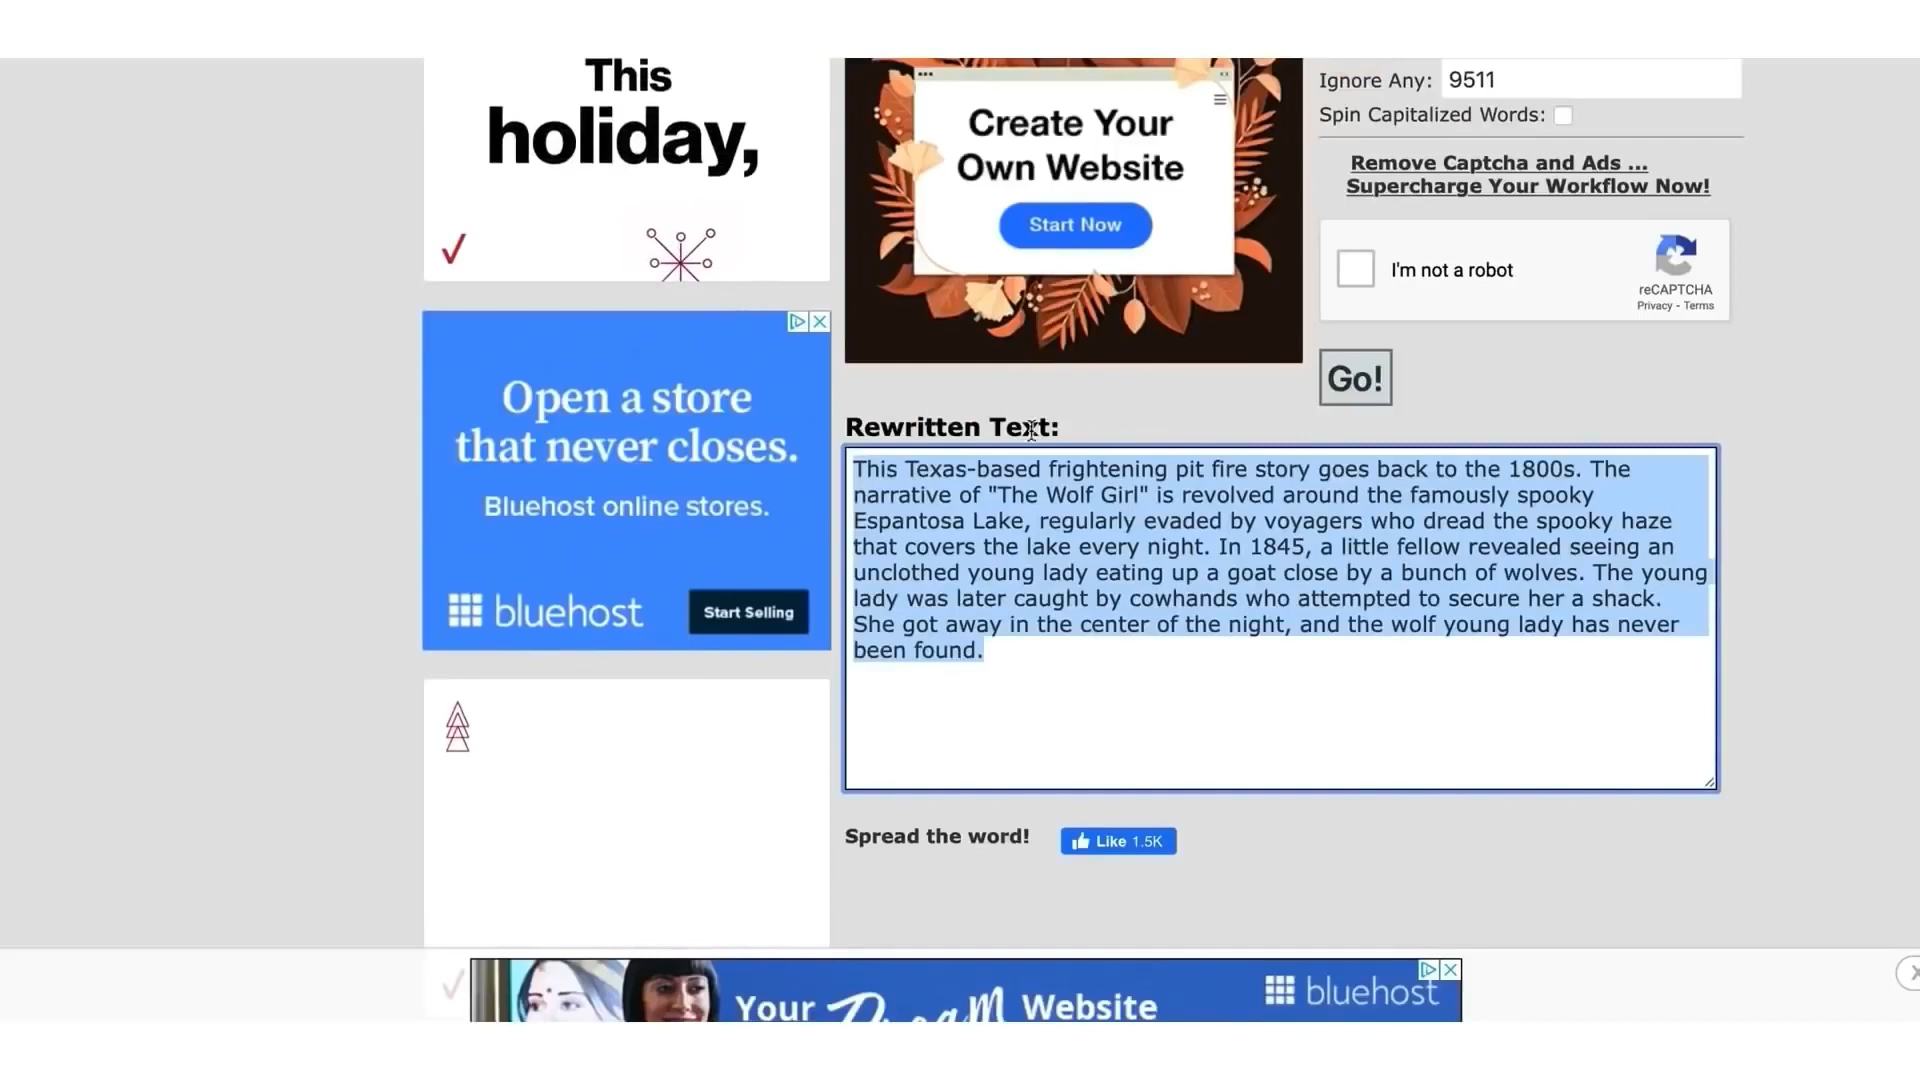 This
holiday,
Open a store
that never closes.
Bluehost online stores.
bluehost
Start Selling
Create Your
Own Website
Start Now
Ignore Any: 9511
Spin Capitalized Words:
Remove Captcha and Ads ...
Supercharge Your Workflow Now!
I'm not a robot
reCAPTCHA
Privacy - Terms
Go!
Rewritten Text:
This Texas-based frightening pit fire story goes back to the 1800s. The
narrative of "The Wolf Girl" is revolved around the famously spooky
Espantosa Lake, regularly evaded by voyagers who dread the spooky haze
that covers the lake every night. In 1845, a little fellow revealed seeing an
unclothed young lady eating up a goat close by a bunch of wolves. The young
lady was later caught by cowhands who attempted to secure her a shack.
She got away in the center of the night, and the wolf young lady has never
been found.
Spread the word!
Like 1.5K
Your Dream Website
bluehost